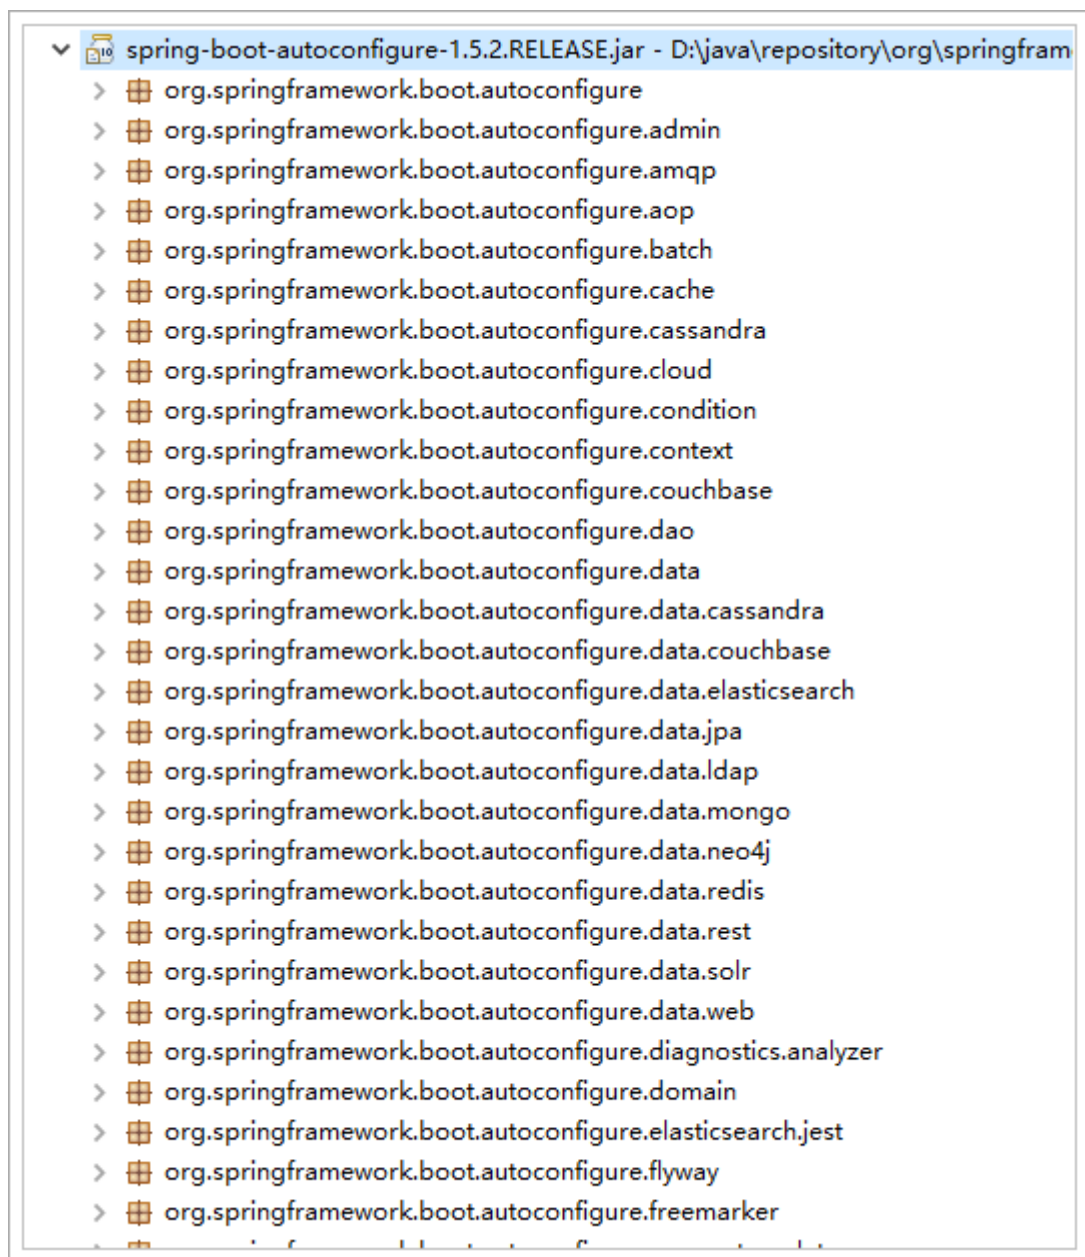 spring-boot-autoconfigure-1.5.2.RELEASE.jar - D:\java\repository\org\springfram
org.springframework.boot.autoconfigure
org.springframework.boot.autoconfigure.admin
org.springframework.boot.autoconfigure.amqp
org.springframework.boot.autoconfigure.aop
org.springframework.boot.autoconfigure.batch
org.springframework.boot.autoconfigure.cache
org.springframework.boot.autoconfigure.cassandra
org.springframework.boot.autoconfigure.cloud
org.springframework.boot.autoconfigure.condition
org.springframework.boot.autoconfigure.context
org.springframework.boot.autoconfigure.couchbase
org.springframework.boot.autoconfigure.dao
org.springframework.boot.autoconfigure.data
org.springframework.boot.autoconfigure.data.cassandra
org.springframework.boot.autoconfigure.data.couchbase
org.springframework.boot.autoconfigure.data.elasticsearch
org.springframework.boot.autoconfigure.data.jpa
org.springframework.boot.autoconfigure.data.ldap
org.springframework.boot.autoconfigure.data.mongo
org.springframework.boot.autoconfigure.data.neo4j
org.springframework.boot.autoconfigure.data.redis
org.springframework.boot.autoconfigure.data.rest
org.springframework.boot.autoconfigure.data.solr
org.springframework.boot.autoconfigure.data.web
org.springframework.boot.autoconfigure.diagnostics.analyzer
org.springframework.boot.autoconfigure.domain
org.springframework.boot.autoconfigure.elasticsearch.jest
org.springframework.boot.autoconfigure.flyway
org.springframework.boot.autoconfigure.freemarker